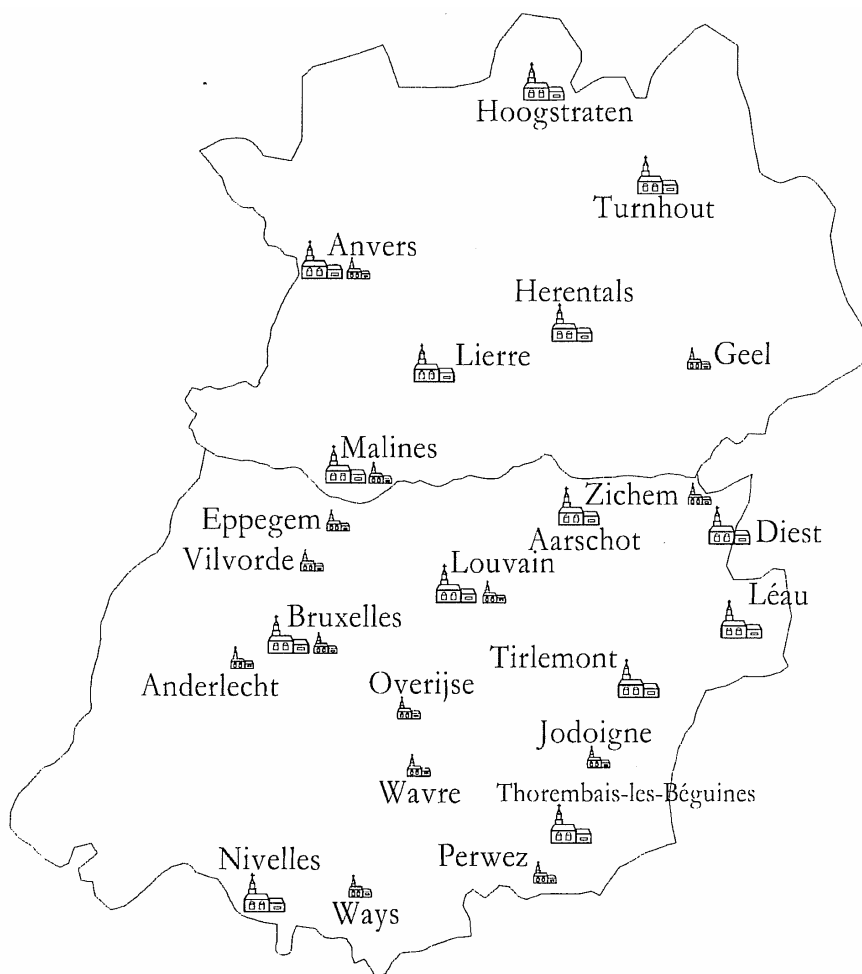 Hoogstraten
Turnhout
Anvers
Herentals
Lierre
Geel
Malines
Zichem
Eppegem
Aarschot
Diest
Vilvorde
Louvain
Léau
Bruxelles
Tirlemont
Anderlecht
Overijse
Jodoigne
Wavre
Thorembais-les-Béguines
Nivelles
Perwez
Ways